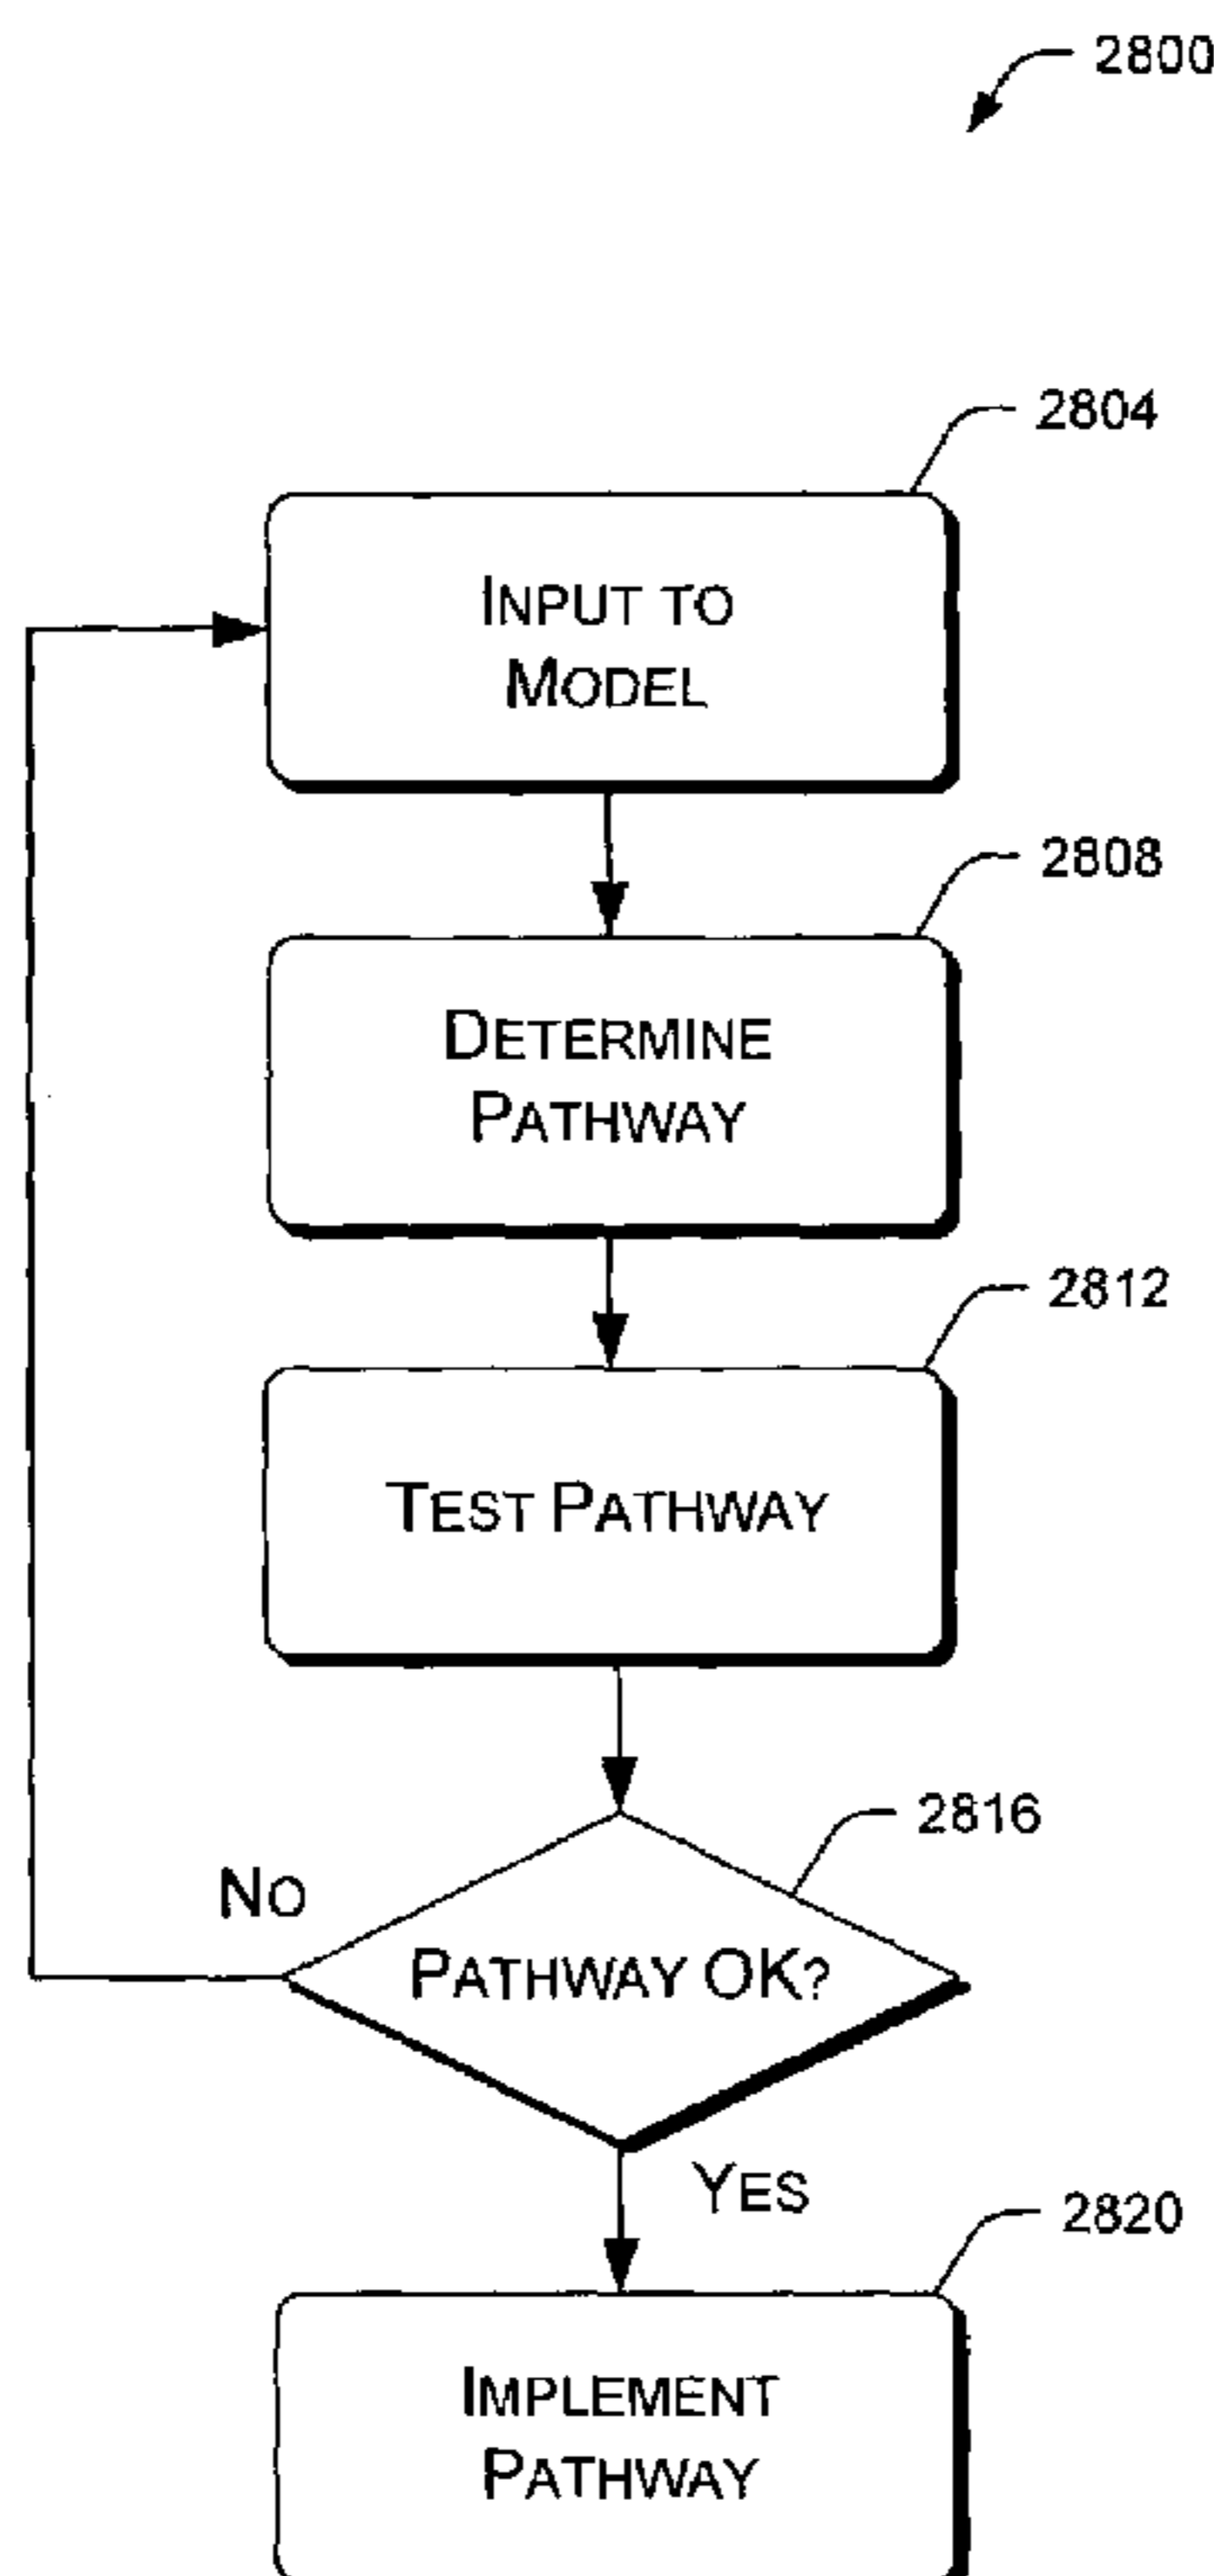 2800
2804
INPUT TO
MODEL
2808
DETERMINE
PATHWAY
2812
TEST PATHWAY
2816
NO
PATHWAY OK?
YES
2820
IMPLEMENT
PATHWAY